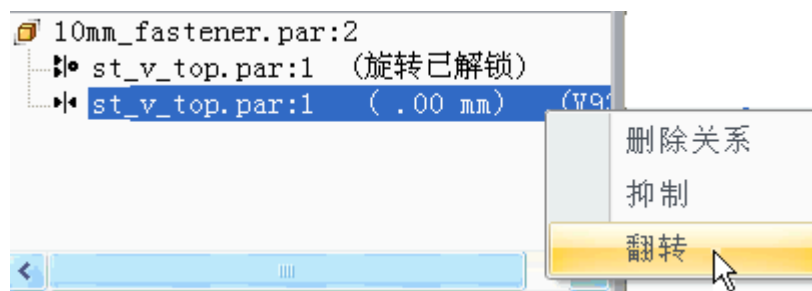 10mm_fastener.par:2
st_v_top.par:1 (旋转已解锁)
st_v_top.par:1 ( .00 mm) (V92
删除关系
抑制
翻转